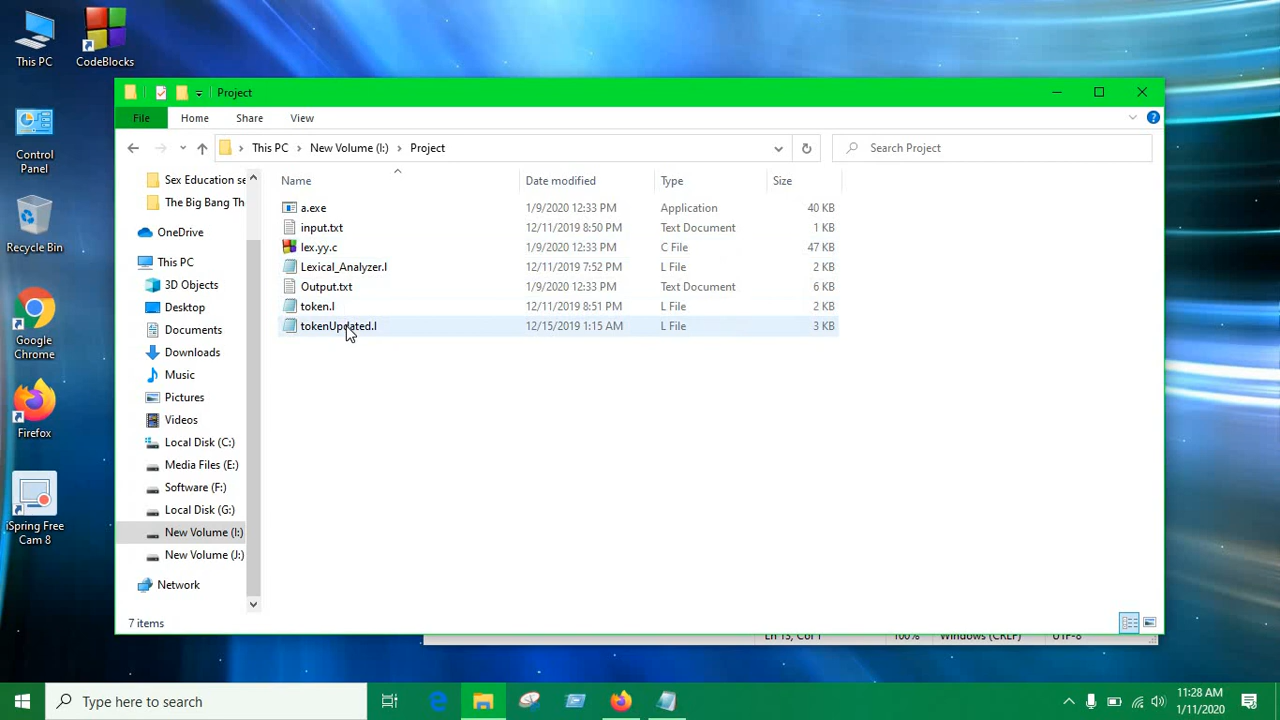 This PC
CodeBlocks
Control
Panel
Recycle Bin
Google
Chrome
Firefox
iSpring Free
Cam 8
Project
File Home Share View
This PC > New Volume (I:) > Project
Search Project
Sex Education se
The Big Bang Th
OneDrive
This PC
3D Objects
Desktop
Documents
Downloads
Music
Pictures
Videos
Local Disk (C:)
Media Files (E:)
Software (F:)
Local Disk (G:)
New Volume (I:)
New Volume (J:)
Network
Name Date modified Type Size
a.exe 1/9/2020 12:33 PM Application 40 KB
input.txt 12/11/2019 8:50 PM Text Document 1 KB
lex.yy.c 1/9/2020 12:33 PM C File 47 KB
Lexical_Analyzer.l 12/11/2019 7:52 PM L File 2 KB
Output.txt 1/9/2020 12:33 PM Text Document 6 KB
token.l 12/11/2019 8:51 PM L File 2 KB
tokenUpdated.l 12/15/2019 1:15 AM L File 3 KB
7 items
Ln 13, Col 1 100% Windows (CRLF) UTF-8
Type here to search
11:28 AM
1/11/2020